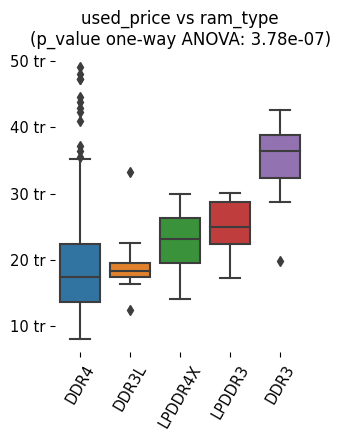 used_price vs ram_type
(p_value one-way ANOVA: 3.78e-07)
50 tr
40 tr
30 tr
20 tr
10 tr
DDR4
DDR3L
LPDDR4X
LPDDR3
DDR3